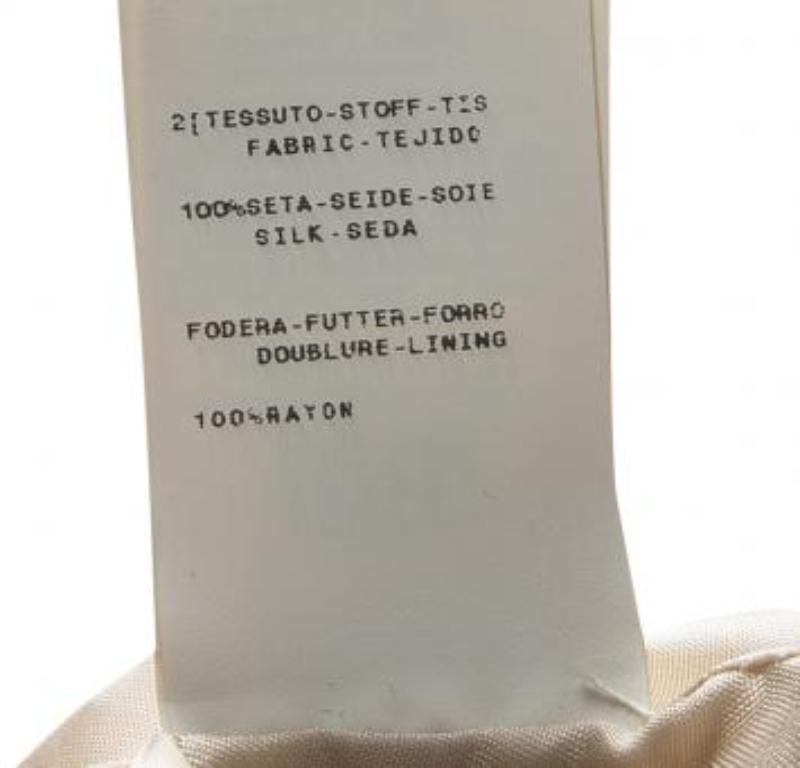 2[TESSUTO-STOFF-TIS
FABRIC-TEJIDO
100%SETA-SEIDE-SOIE
SILK-SEDA
FODERA-FUTTER-FORRO
DOUBLURE-LINING
100%RAYON